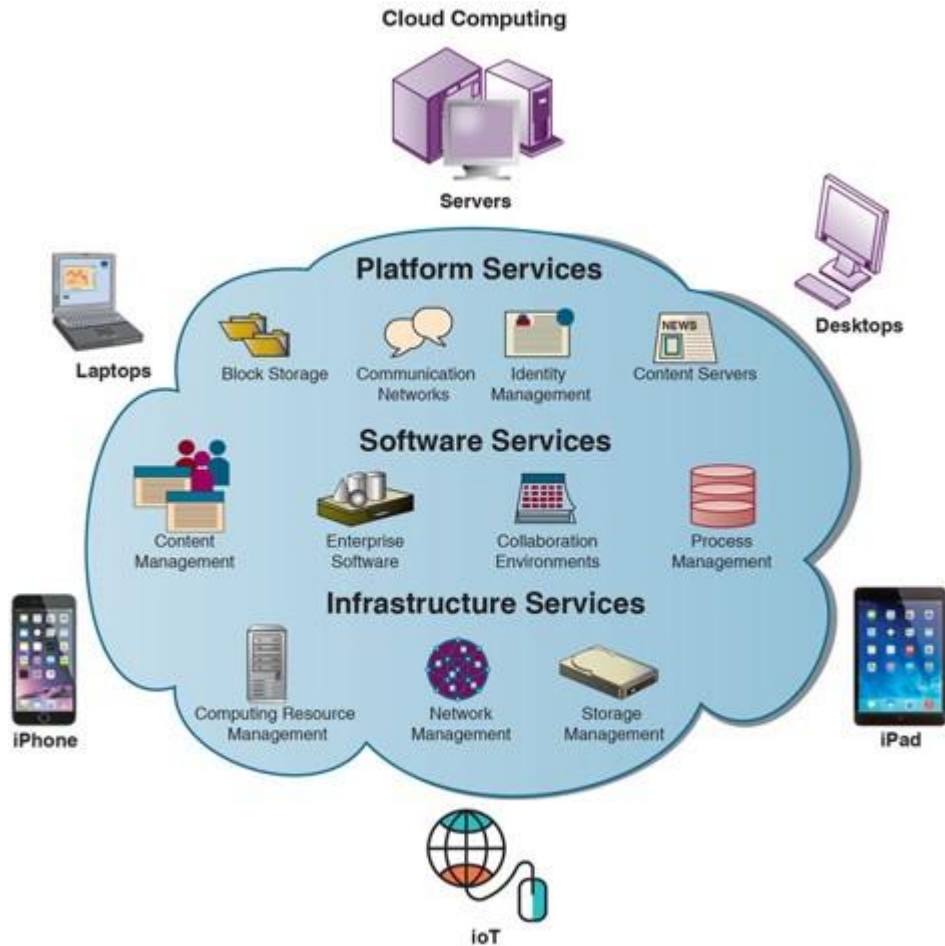 Cloud Computing
Servers
Laptops
Desktops
Platform Services
NEWS
Block Storage
Communication
Networks
Identity
Management
Content Servers
Software Services
Content
Management
Enterprise
Software
Collaboration
Environments
Process
Management
Infrastructure Services
Computing Resource
Management
Network
Management
Storage
Management
iPhone
iPad
ioT